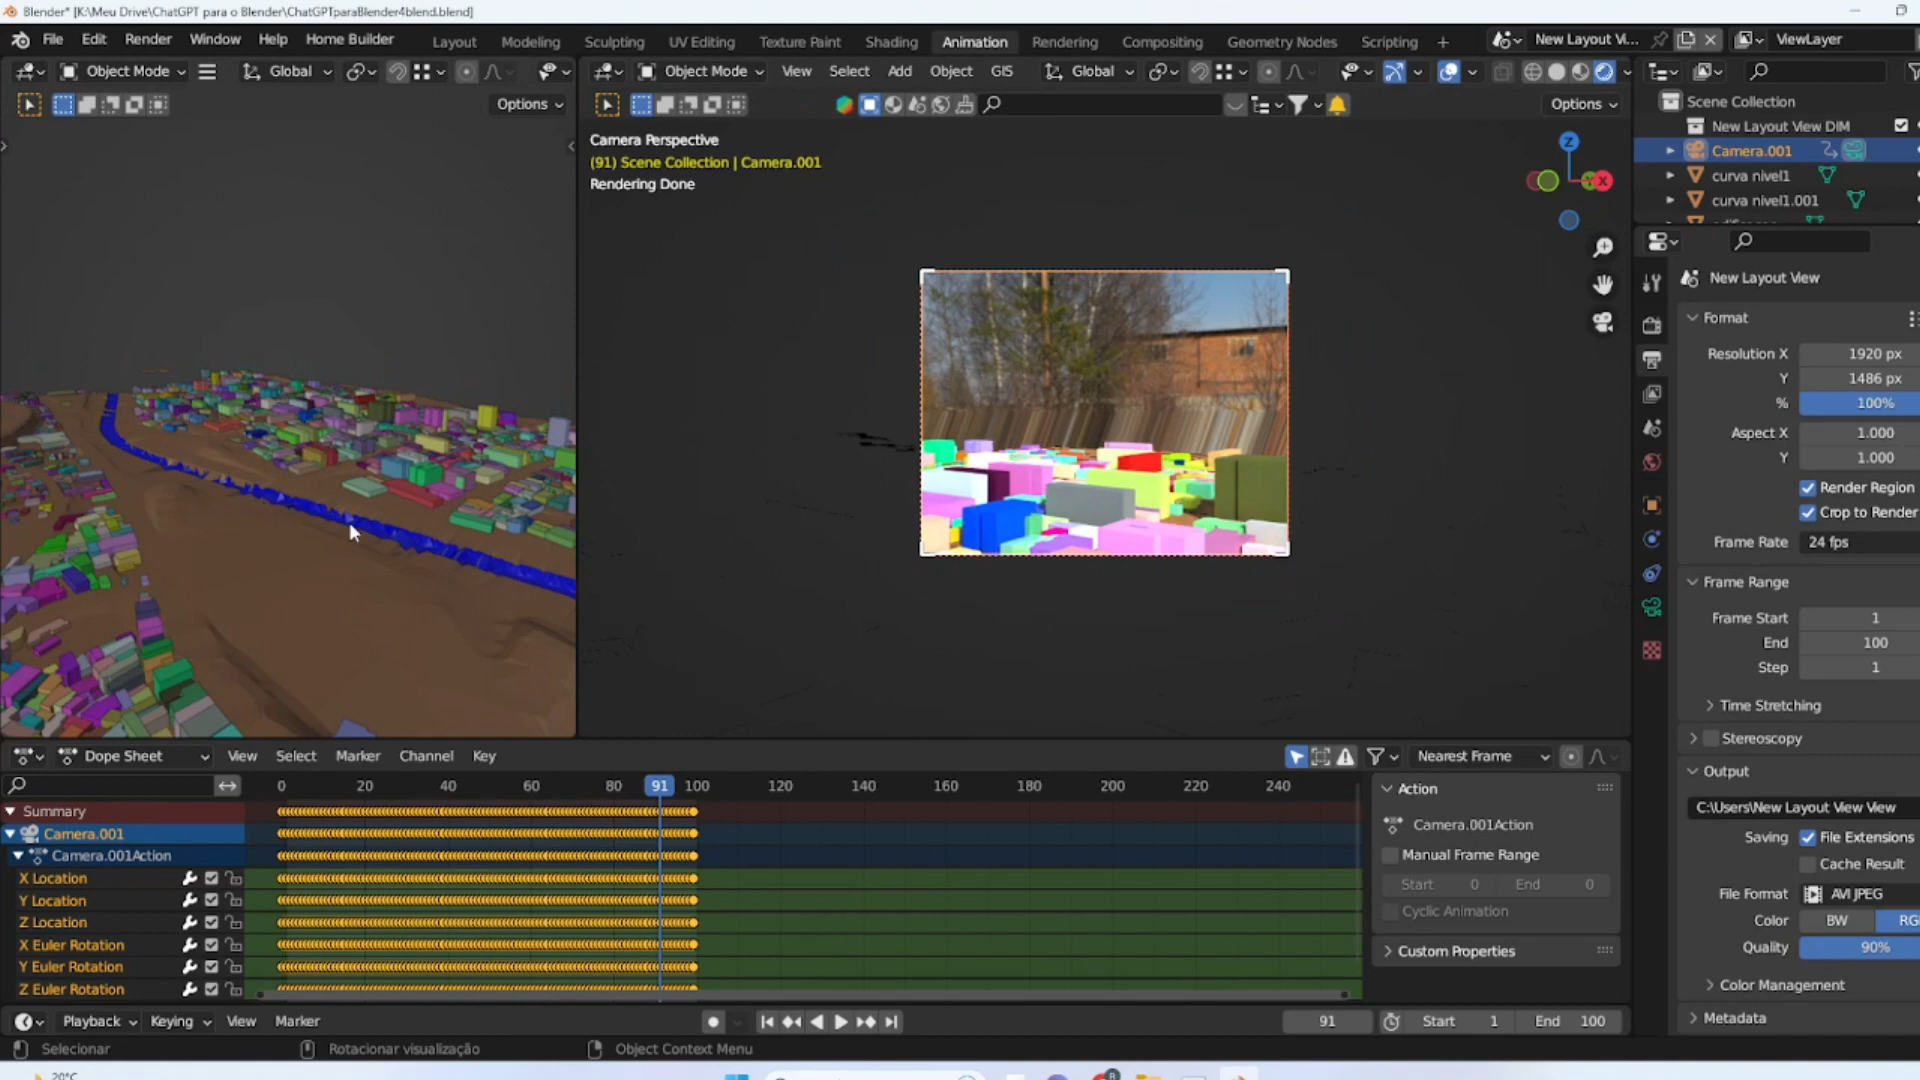 Blender* [K:\Meu Drive\ChatGPT para o Blender\ChatGPTparaBlender4blend.blend]
File Edit Render Window Help Home Builder Layout Modeling Sculpting UV Editing Texture Paint Shading Animation Rendering Compositing Geometry Nodes Scripting + New Layout Vi... ViewLayer
Object Mode Global Object Mode View Select Add Object GIS Global
Options Options
Camera Perspective
(91) Scene Collection | Camera.001
Rendering Done
Z
X
Scene Collection
New Layout View DIM
Camera.001
curva nivel1
curva nivel1.001
New Layout View
Format
Resolution X 1920 px
Y 1486 px
% 100%
Aspect X 1.000
Y 1.000
Render Region
Crop to Render
Frame Rate 24 fps
Frame Range
Frame Start 1
End 100
Step 1
Time Stretching
Stereoscopy
Output
C:\Users\New Layout View View
Saving File Extensions
Cache Result
File Format AVI JPEG
Color BW RG
Quality 90%
Color Management
Metadata
Dope Sheet View Select Marker Channel Key Nearest Frame
0 20 40 60 80 91 100 120 140 160 180 200 220 240
Summary
Camera.001
Camera.001Action
X Location
Y Location
Z Location
X Euler Rotation
Y Euler Rotation
Z Euler Rotation
Action
Camera.001Action
Manual Frame Range
Start 0 End 0
Cyclic Animation
Custom Properties
Playback Keying View Marker 91 Start 1 End 100
Selecionar Rotacionar visualização Object Context Menu
20°C